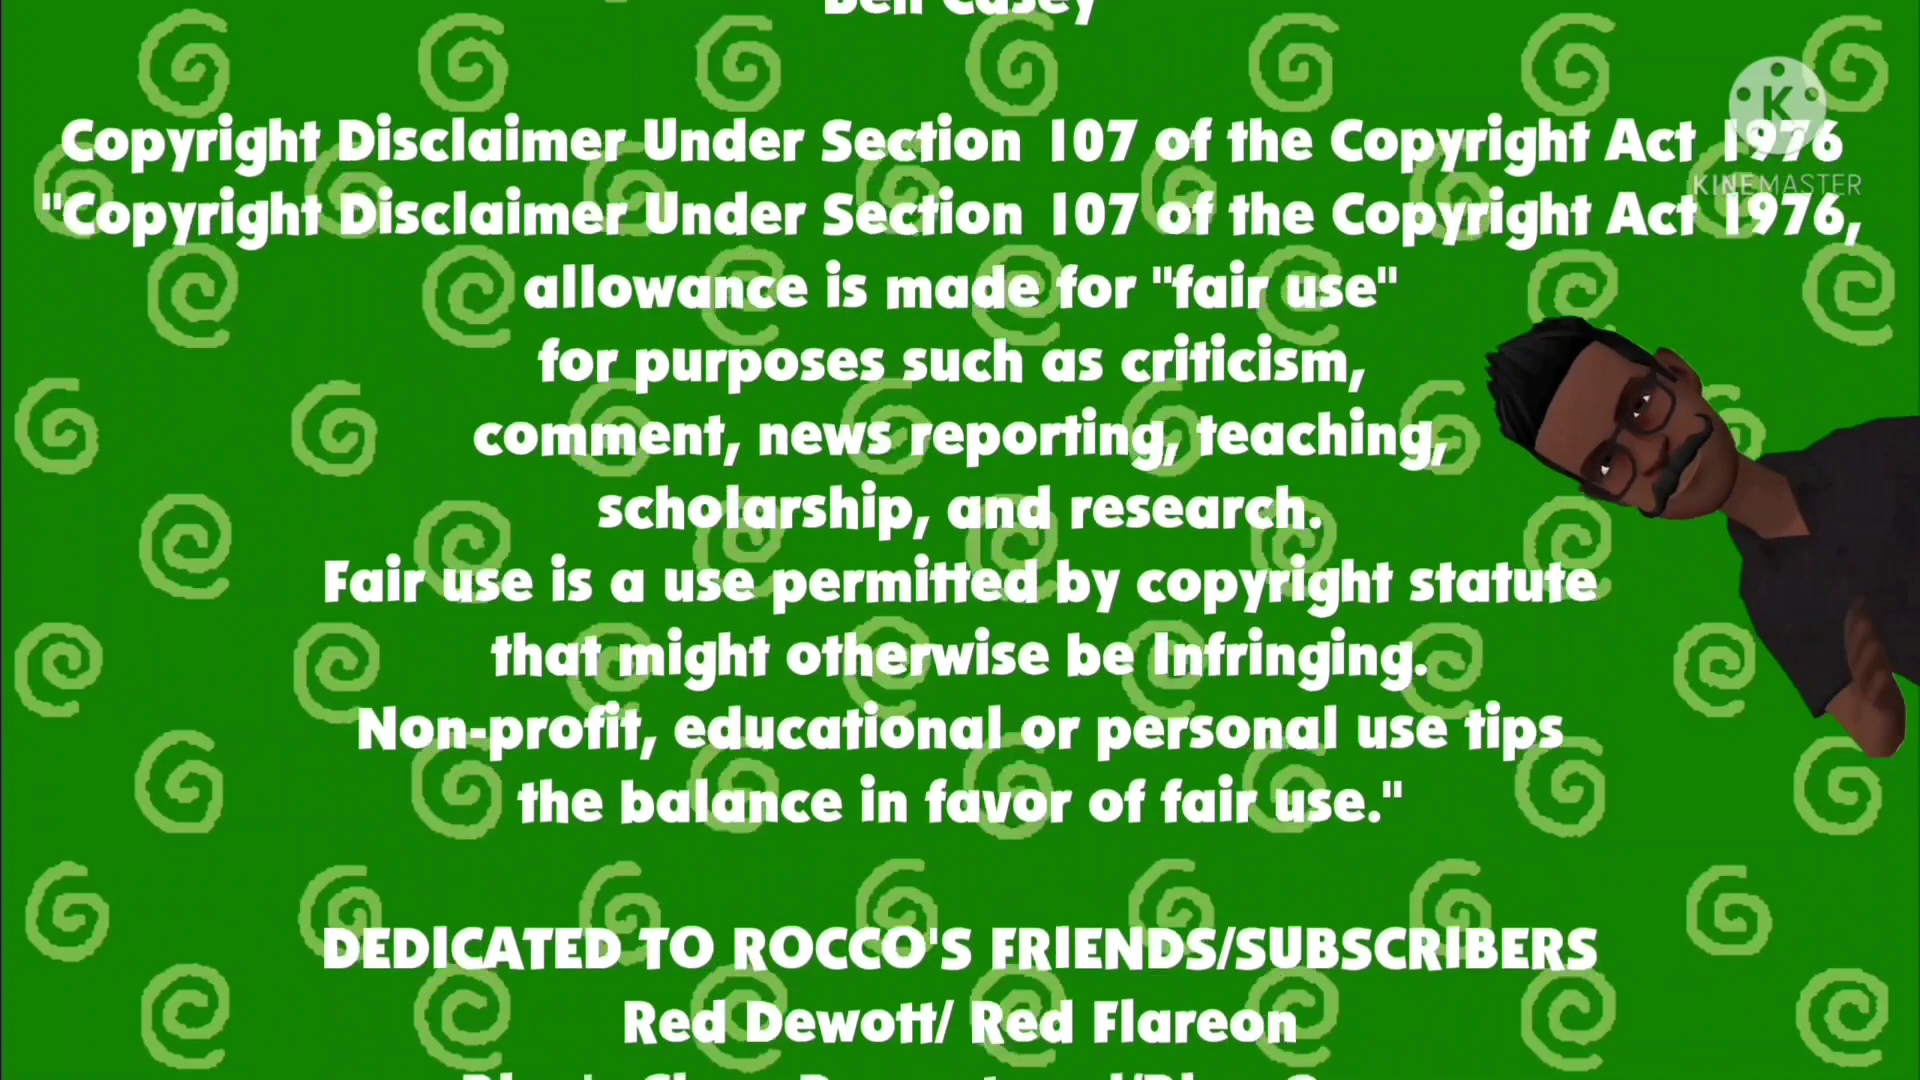 Ben Casey
Copyright Disclaimer Under Section 107 of the Copyright Act 1976
"Copyright Disclaimer Under Section 107 of the Copyright Act 1976,
allowance is made for "fair use"
for purposes such as criticism,
comment, news reporting, teaching,
scholarship, and research.
Fair use is a use permitted by copyright statute
that might otherwise be Infringing.
Non-profit, educational or personal use tips
the balance in favor of fair use."
DEDICATED TO ROCCO'S FRIENDS/SUBSCRIBERS
Red Dewott/ Red Flareon
K
KINEMASTER